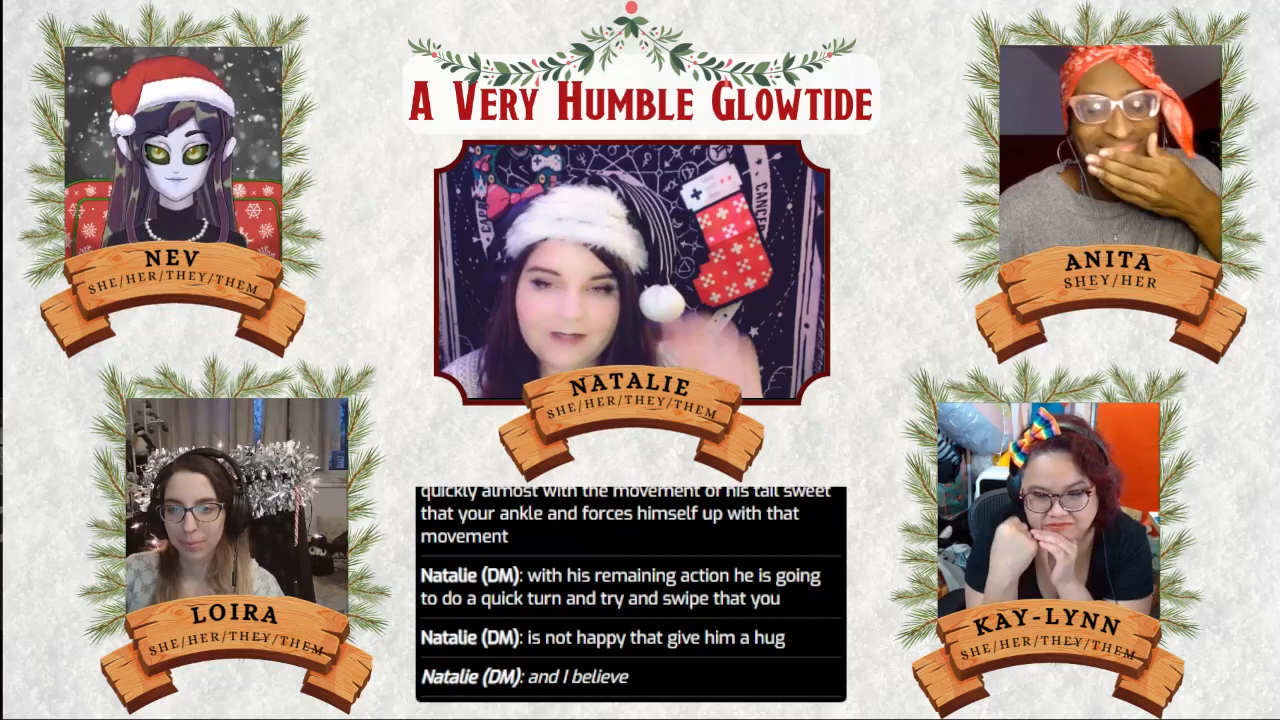 A VERY HUMBLE GLOWTIDE
CAPR
CANCE
NEV
SHE/HER/THEY/THEM
ANITA
SHEY/HER
NATALIE
SHE/HER/THEY/THEM
LOIRA
SHE/HER/THEY/THEM
KAY-LYNN
SHE/HER/THEY/THEM
quickly almost with the movement of his tail sweet
that your ankle and forces himself up with that
movement
Natalie (DM): with his remaining action he is going
to do a quick turn and try and swipe that you
Natalie (DM): is not happy that give him a hug
Natalie (DM): and I believe